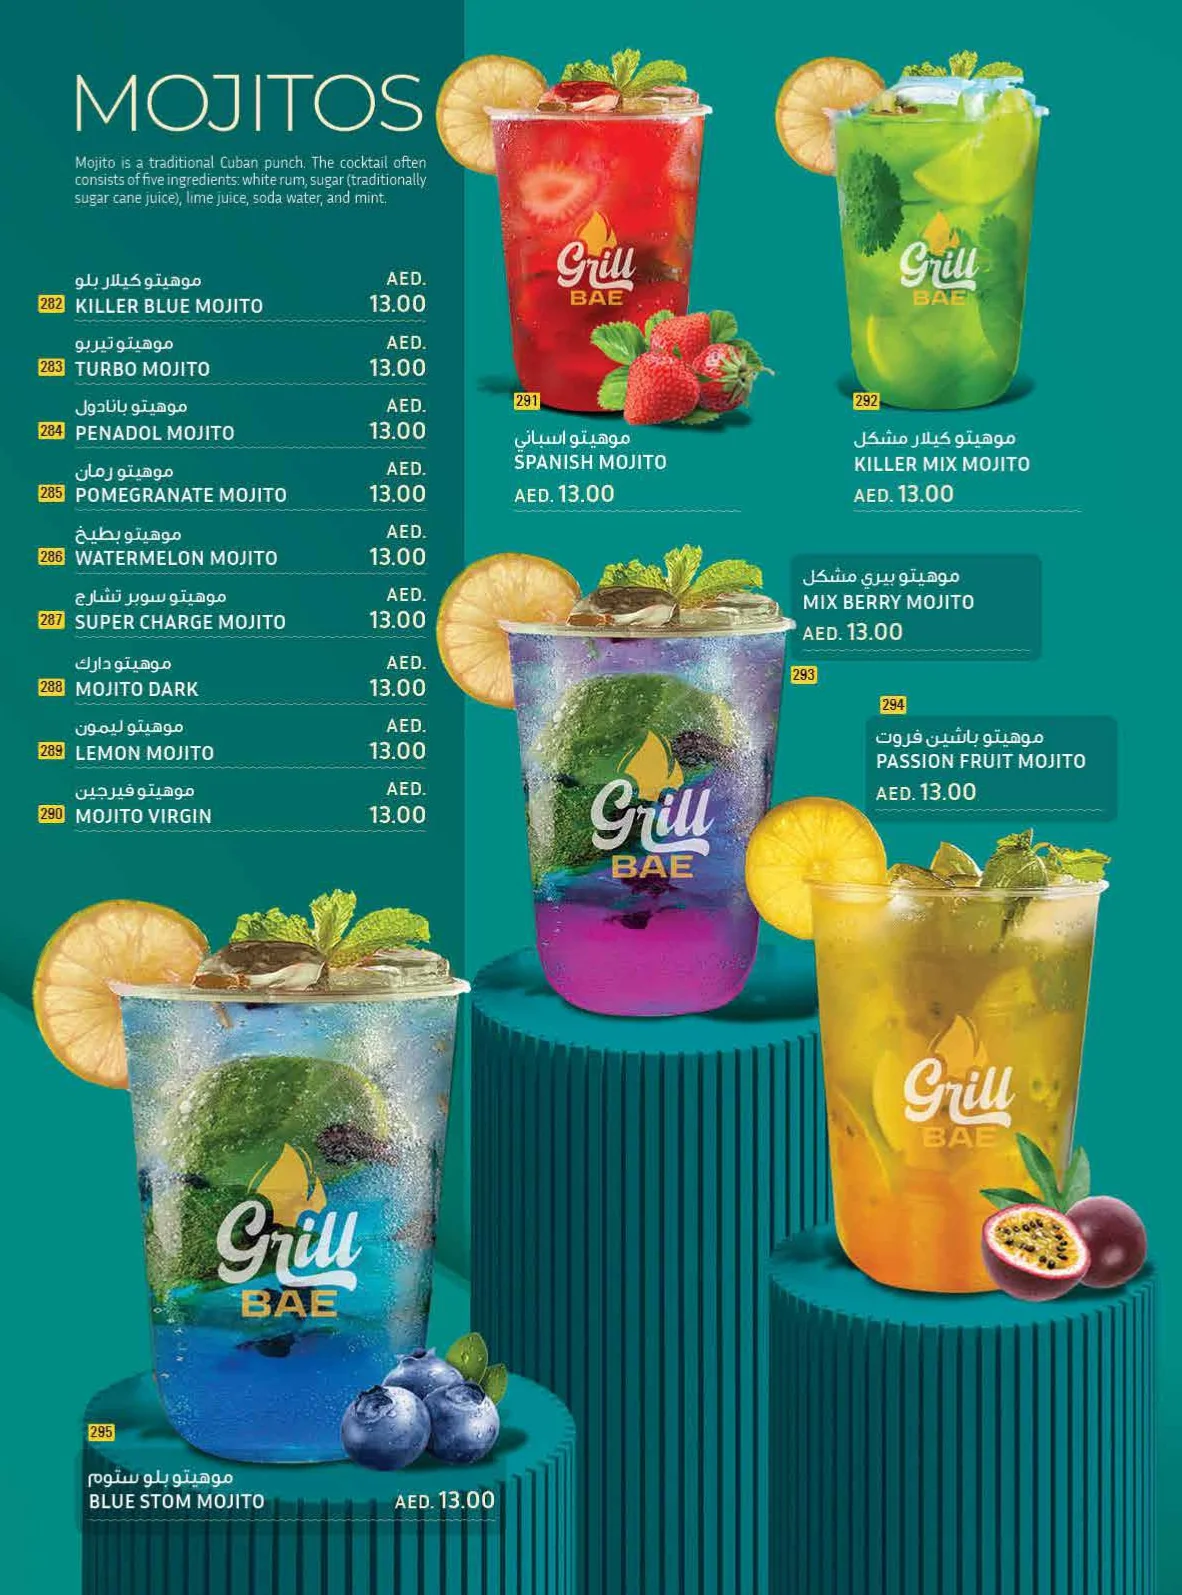 MOJITOS
Mojito is a traditional Cuban punch. The cocktail often
consists of five ingredients: white rum, sugar (traditionally
sugar cane juice), lime juice, soda water, and mint.
موهيتو كيلار بلو AED.
282 KILLER BLUE MOJITO 13.00
موهيتو تيربو AED.
283 TURBO MOJITO 13.00
موهيتو بانادول AED.
284 PENADOL MOJITO 13.00
موهيتو رمان AED.
285 POMEGRANATE MOJITO 13.00
موهيتو بطيخ AED.
286 WATERMELON MOJITO 13.00
موهيتو سوبر تشارج AED.
287 SUPER CHARGE MOJITO 13.00
موهيتو دارك AED.
288 MOJITO DARK 13.00
موهيتو ليمون AED.
289 LEMON MOJITO 13.00
موهيتو فيرجين AED.
290 MOJITO VIRGIN 13.00
Grill
BAE
291
موهيتو اسباني
SPANISH MOJITO
AED. 13.00
Grill
BAE
292
موهيتو كيلار مشكل
KILLER MIX MOJITO
AED. 13.00
موهيتو بيري مشكل
MIX BERRY MOJITO
AED. 13.00
293
Grill
BAE
294
موهيتو باشين فروت
PASSION FRUIT MOJITO
AED. 13.00
Grill
BAE
Grill
BAE
295
موهيتو بلو ستوم
BLUE STOM MOJITO AED. 13.00